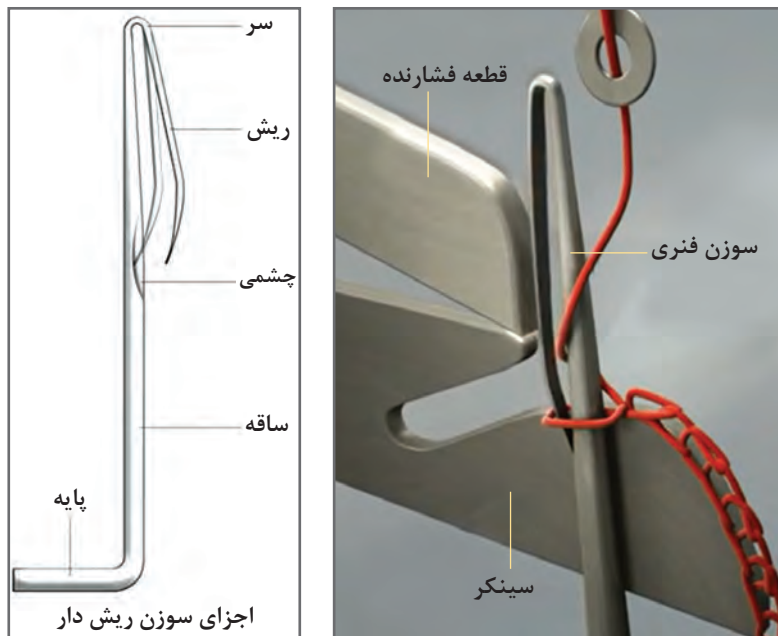 سر
ریش
چشمی
ساقه
پایه
اجزای سوزن ریش دار
قطعه فشارنده
سوزن فنری
سینکر